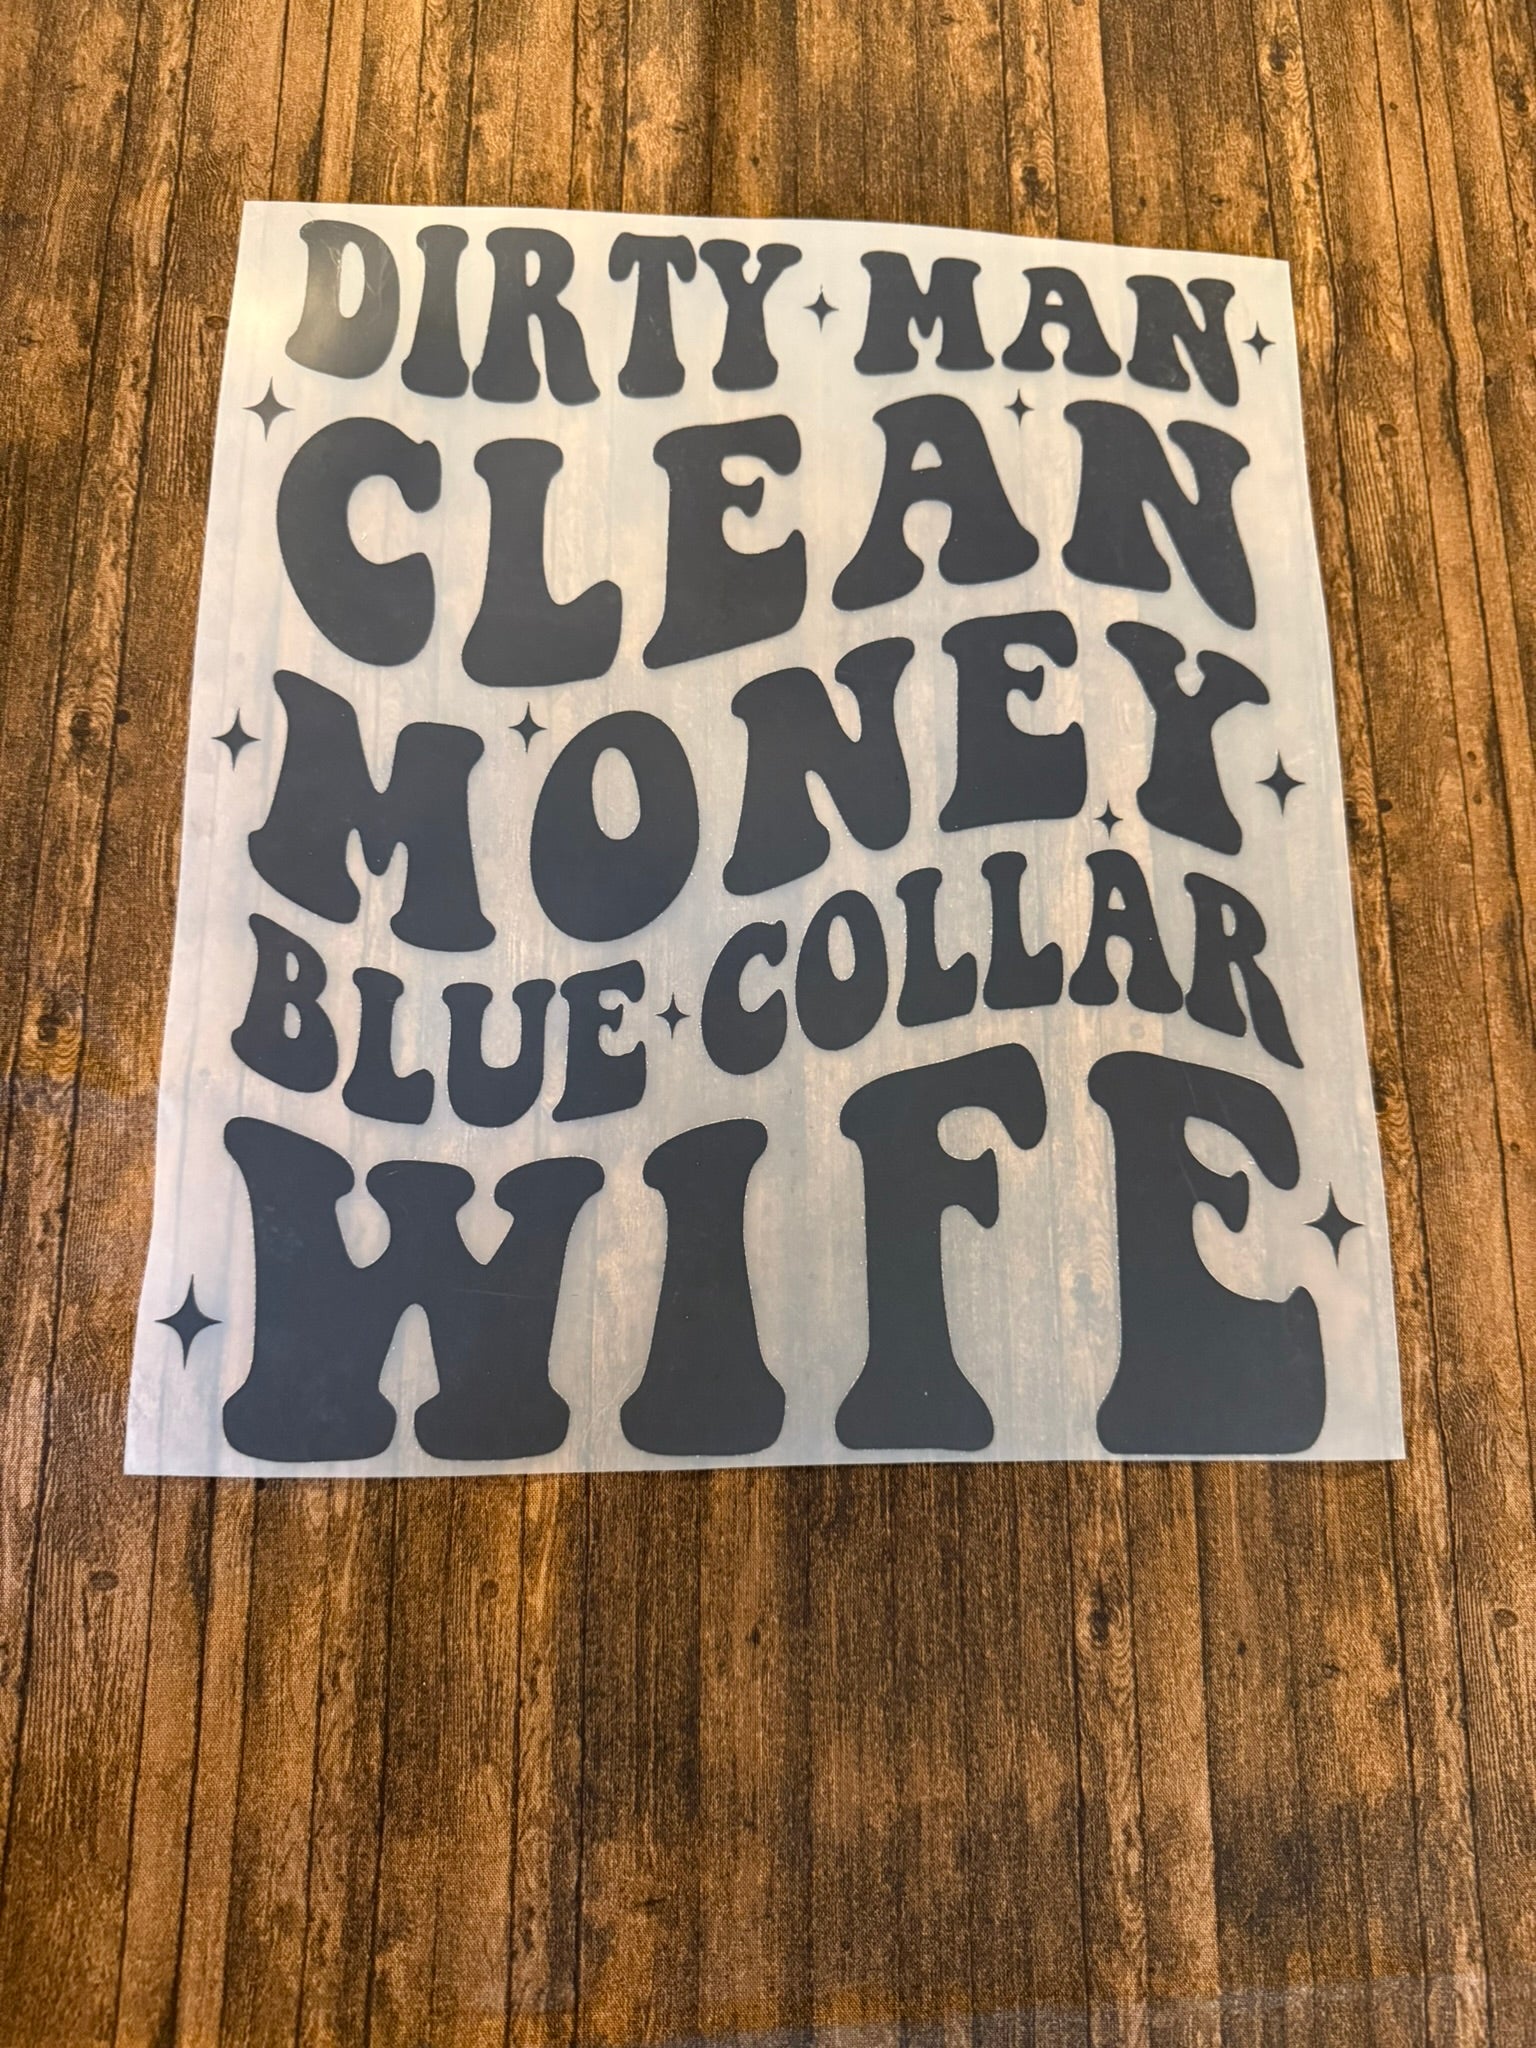 DIRTY MAN
CLEAN
MONEY
BLUE COLLAR
WIFE